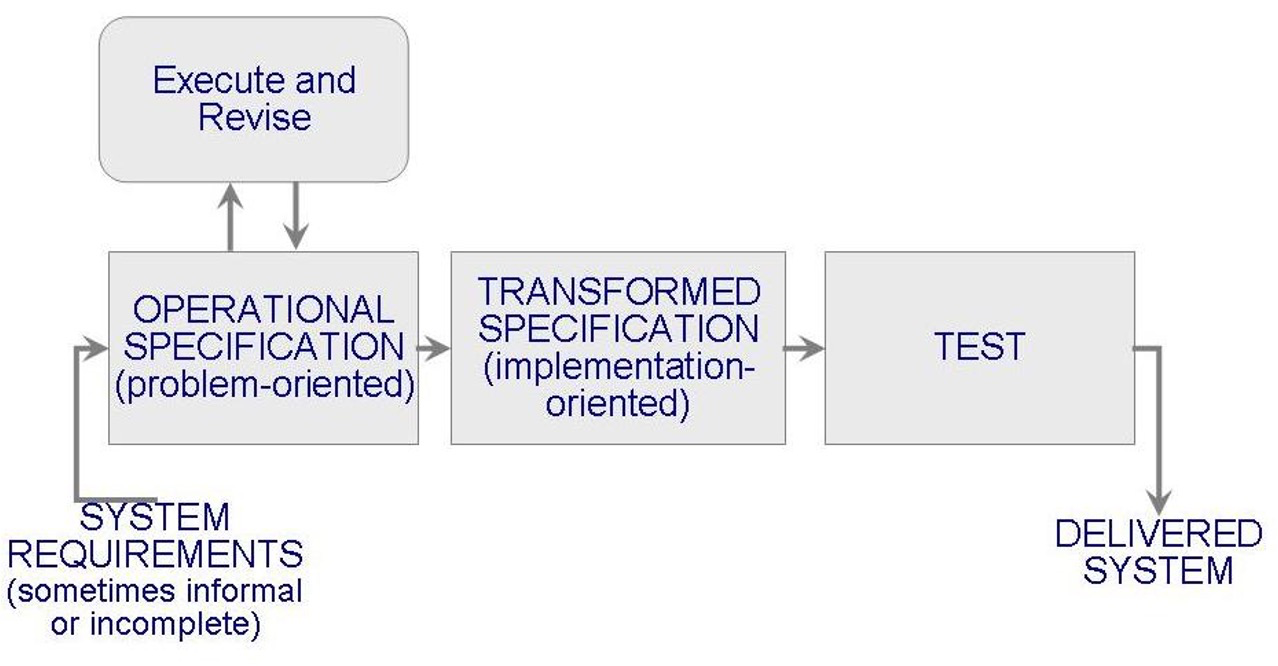 Execute and
Revise
OPERATIONAL
SPECIFICATION
(problem-oriented)
TRANSFORMED
SPECIFICATION
(implementation-
oriented)
TEST
SYSTEM
REQUIREMENTS
(sometimes informal
or incomplete)
DELIVERED
SYSTEM